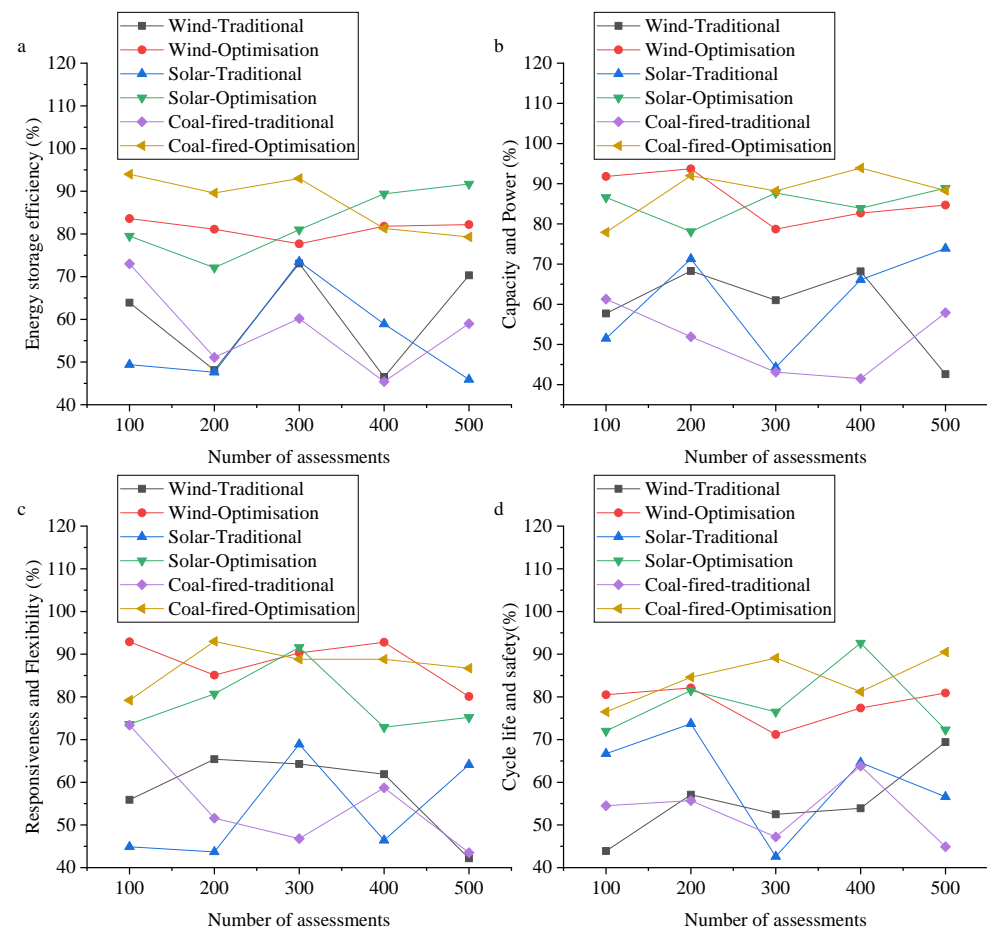 a
Wind-Traditional
Wind-Optimisation
Solar-Traditional
Solar-Optimisation
Coal-fired-traditional
Coal-fired-Optimisation
Energy storage efficiency (%)
120
110
100
90
80
70
60
50
40
100 200 300 400 500
Number of assessments
b
Wind-Traditional
Wind-Optimisation
Solar-Traditional
Solar-Optimisation
Coal-fired-traditional
Coal-fired-Optimisation
Capacity and Power (%)
120
110
100
90
80
70
60
50
40
100 200 300 400 500
Number of assessments
c
Wind-Traditional
Wind-Optimisation
Solar-Traditional
Solar-Optimisation
Coal-fired-traditional
Coal-fired-Optimisation
Responsiveness and Flexibility (%)
120
110
100
90
80
70
60
50
40
100 200 300 400 500
Number of assessments
d
Wind-Traditional
Wind-Optimisation
Solar-Traditional
Solar-Optimisation
Coal-fired-traditional
Coal-fired-Optimisation
Cycle life and safety(%)
120
110
100
90
80
70
60
50
40
100 200 300 400 500
Number of assessments